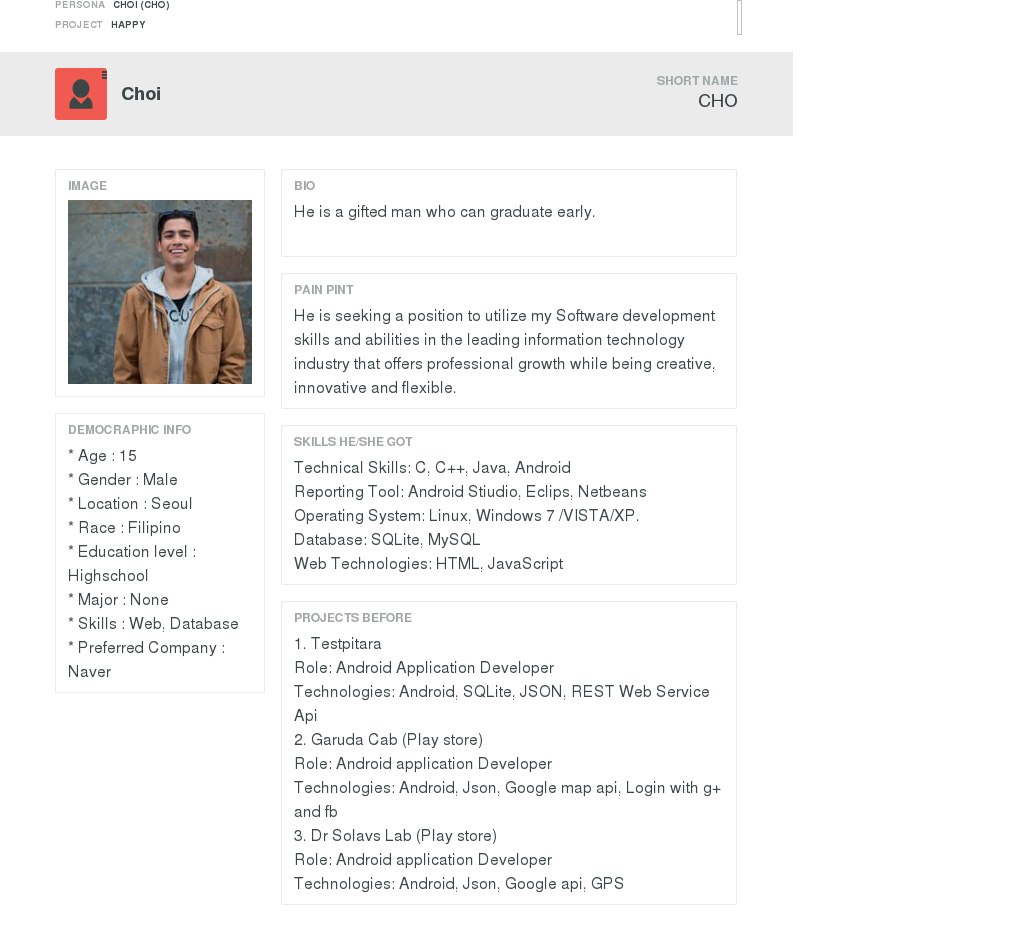 PERSONA CHOI (CHO)
PROJECT HAPPY
Choi
SHORT NAME
CHO
IMAGE
DEMOGRAPHIC INFO
* Age : 15
* Gender : Male
* Location : Seoul
* Race : Filipino
* Education level :
Highschool
* Major : None
* Skills : Web, Database
* Preferred Company :
Naver
BIO
He is a gifted man who can graduate early.
PAIN PINT
He is seeking a position to utilize my Software development
skills and abilities in the leading information technology
industry that offers professional growth while being creative,
innovative and flexible.
SKILLS HE/SHE GOT
Technical Skills: C, C++, Java, Android
Reporting Tool: Android Stiudio, Eclips, Netbeans
Operating System: Linux, Windows 7 /VISTA/XP.
Database: SQLite, MySQL
Web Technologies: HTML, JavaScript
PROJECTS BEFORE
1. Testpitara
Role: Android Application Developer
Technologies: Android, SQLite, JSON, REST Web Service
Api
2. Garuda Cab (Play store)
Role: Android application Developer
Technologies: Android, Json, Google map api, Login with g+
and fb
3. Dr Solavs Lab (Play store)
Role: Android application Developer
Technologies: Android, Json, Google api, GPS